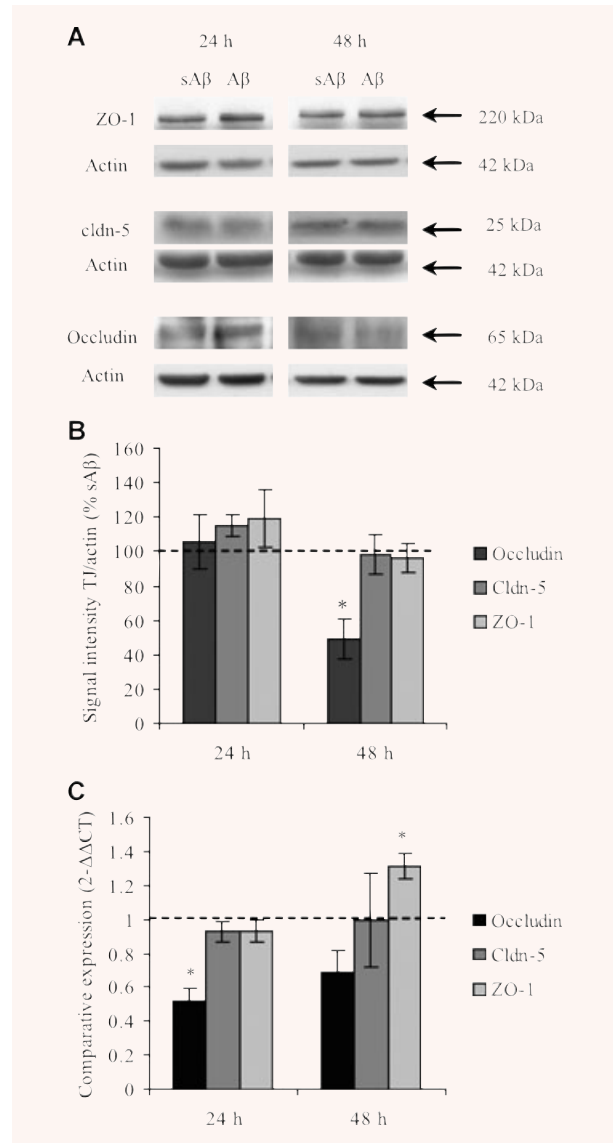 A
24 h 48 h
sAβ Aβ sAβ Aβ
ZO-1 220 kDa
Actin 42 kDa
cldn-5 25 kDa
Actin 42 kDa
Occludin 65 kDa
Actin 42 kDa
B
Signal intensity TJ/actin (% sAβ)
160
140
120
100
80
60
40
20
0
*
24 h 48 h
Occludin
Cldn-5
ZO-1
C
Comparative expression (2-ΔΔCT)
1.6
1.4
1.2
1
0.8
0.6
0.4
0.2
0
*
*
24 h 48 h
Occludin
Cldn-5
ZO-1